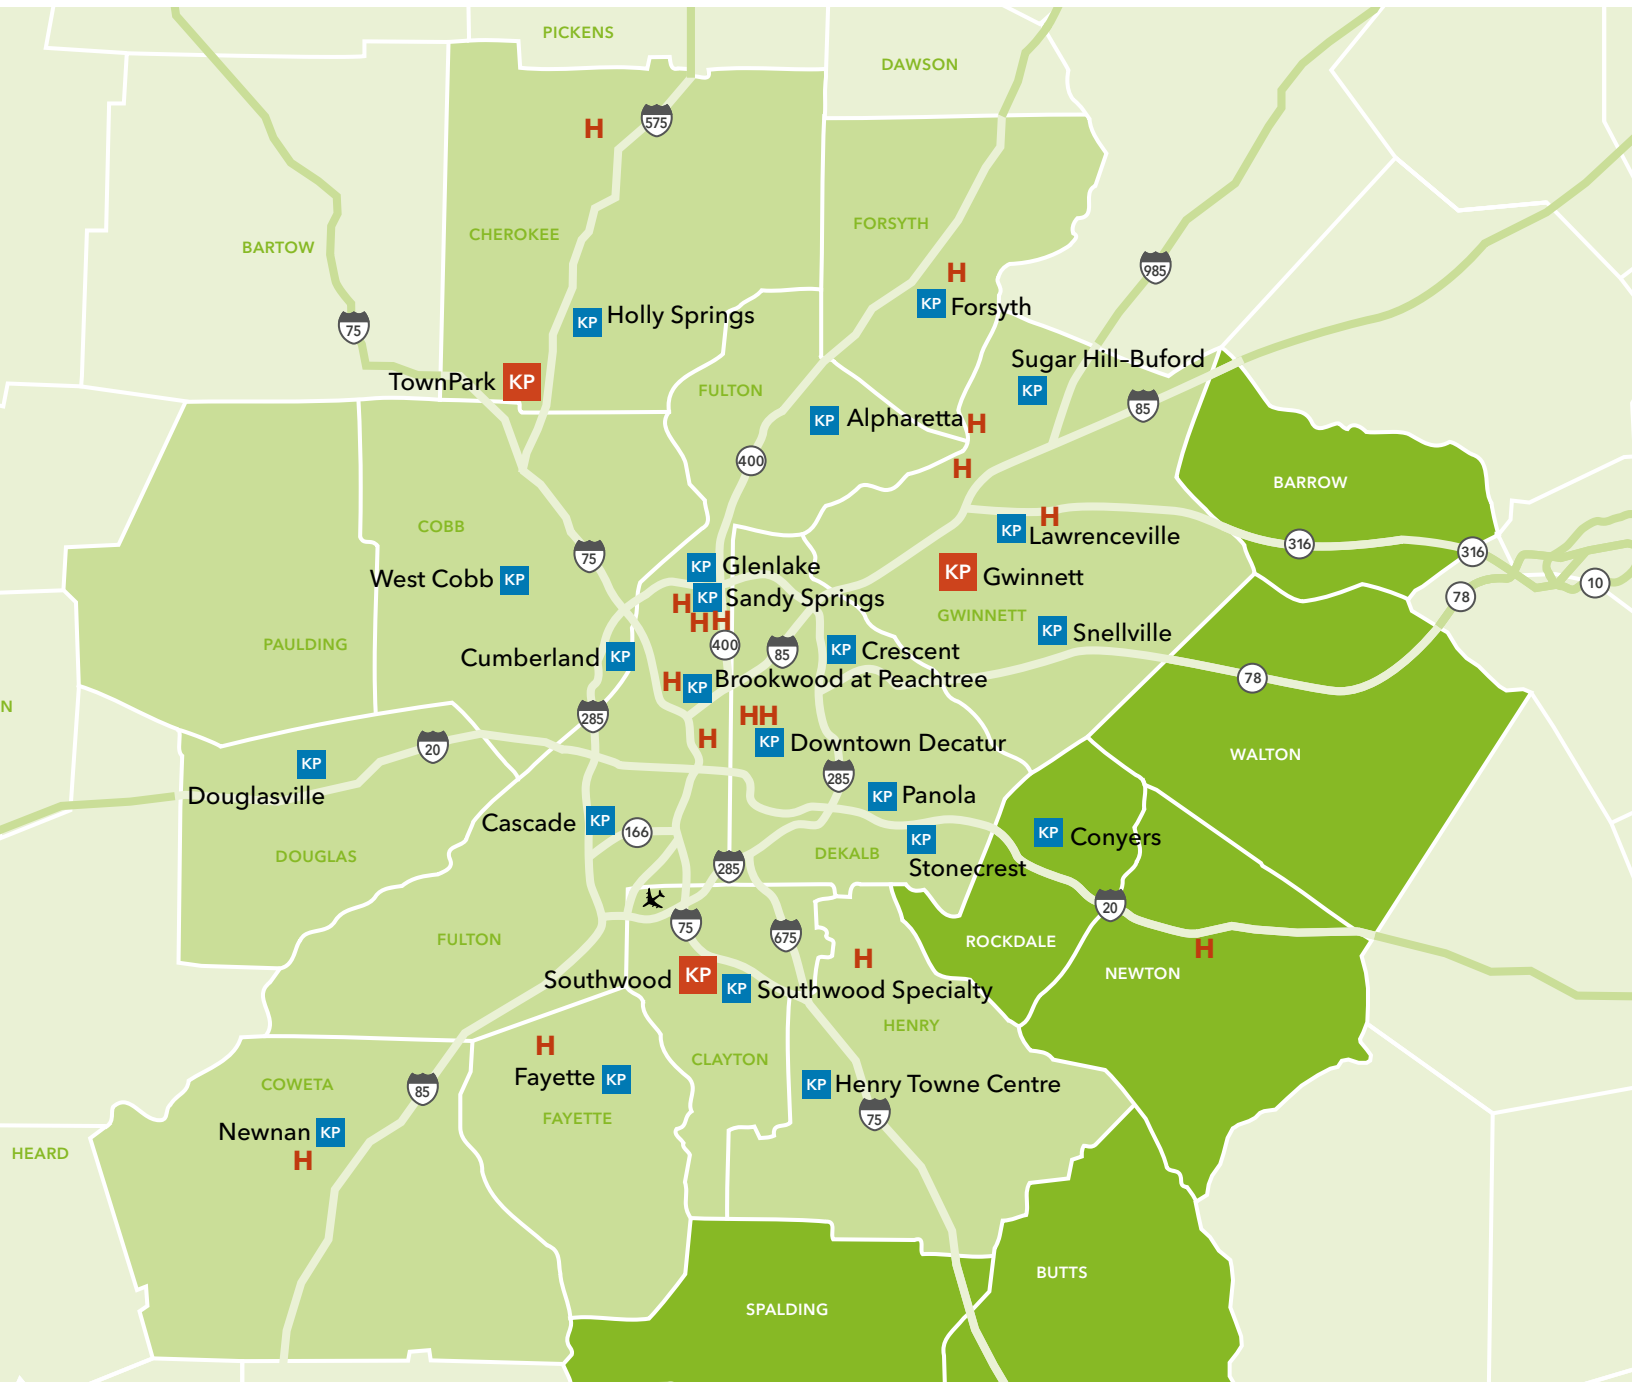 PICKENS
DAWSON
575
H
FORSYTH
CHEROKEE
BARTOW
985
H
KP Forsyth
KP Holly Springs
75
Sugar Hill–Buford
KP
TownPark KP
FULTON
85
KP Alpharetta H
400
H
BARROW
COBB
H
KP Lawrenceville
316
316
75
KP Glenlake
KP Gwinnett
West Cobb KP
10
78
H KP Sandy Springs
GWINNETT
H H
KP Snellville
PAULDING
400
85
KP Crescent
Cumberland KP
78
H KP Brookwood at Peachtree
N
285
HH
20
H
KP Downtown Decatur
WALTON
KP
Douglasville
285
KP Panola
Cascade KP
166
KP
Stonecrest
KP Conyers
DOUGLAS
DEKALB
285
20
75
675
FULTON
ROCKDALE
H
H
NEWTON
Southwood KP
KP Southwood Specialty
HENRY
H
CLAYTON
Fayette KP
COWETA
85
KP Henry Towne Centre
75
FAYETTE
Newnan KP
H
HEARD
BUTTS
SPALDING